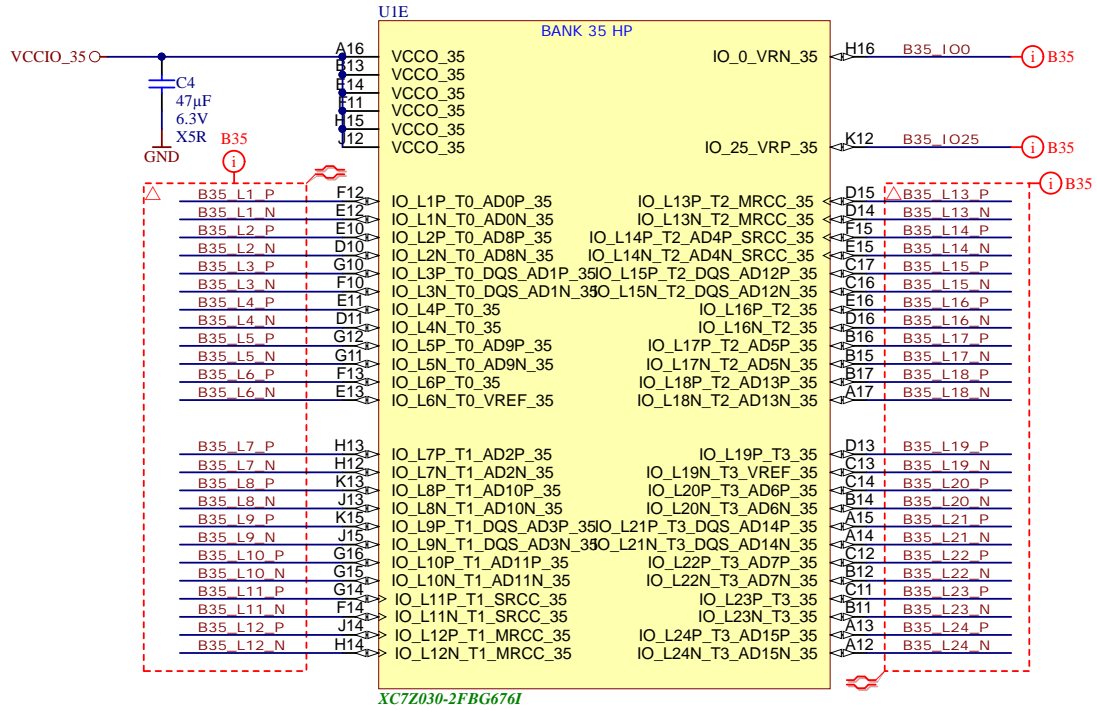 U1E
BANK 35 HP
VCCIO_35 A16 VCCO_35 IO_0_VRN_35 H16 B35_IO0 i B35
B13 VCCO_35
C4 E14 VCCO_35
47µF F11 VCCO_35
6.3V H15 VCCO_35
X5R J12 VCCO_35 IO_25_VRP_35 K12 B35_IO25 i B35
GND
B35
i
i B35
B35_L1_P F12 IO_L1P_T0_AD0P_35 IO_L13P_T2_MRCC_35 D15 B35_L13_P
B35_L1_N E12 IO_L1N_T0_AD0N_35 IO_L13N_T2_MRCC_35 D14 B35_L13_N
B35_L2_P E10 IO_L2P_T0_AD8P_35 IO_L14P_T2_AD4P_SRCC_35 F15 B35_L14_P
B35_L2_N D10 IO_L2N_T0_AD8N_35 IO_L14N_T2_AD4N_SRCC_35 E15 B35_L14_N
B35_L3_P G10 IO_L3P_T0_DQS_AD1P_35 IO_L15P_T2_DQS_AD12P_35 C17 B35_L15_P
B35_L3_N F10 IO_L3N_T0_DQS_AD1N_35 IO_L15N_T2_DQS_AD12N_35 C16 B35_L15_N
B35_L4_P E11 IO_L4P_T0_35 IO_L16P_T2_35 E16 B35_L16_P
B35_L4_N D11 IO_L4N_T0_35 IO_L16N_T2_35 D16 B35_L16_N
B35_L5_P G12 IO_L5P_T0_AD9P_35 IO_L17P_T2_AD5P_35 B16 B35_L17_P
B35_L5_N G11 IO_L5N_T0_AD9N_35 IO_L17N_T2_AD5N_35 B15 B35_L17_N
B35_L6_P F13 IO_L6P_T0_35 IO_L18P_T2_AD13P_35 B17 B35_L18_P
B35_L6_N E13 IO_L6N_T0_VREF_35 IO_L18N_T2_AD13N_35 A17 B35_L18_N
B35_L7_P H13 IO_L7P_T1_AD2P_35 IO_L19P_T3_35 D13 B35_L19_P
B35_L7_N H12 IO_L7N_T1_AD2N_35 IO_L19N_T3_VREF_35 C13 B35_L19_N
B35_L8_P K13 IO_L8P_T1_AD10P_35 IO_L20P_T3_AD6P_35 C14 B35_L20_P
B35_L8_N J13 IO_L8N_T1_AD10N_35 IO_L20N_T3_AD6N_35 B14 B35_L20_N
B35_L9_P K15 IO_L9P_T1_DQS_AD3P_35 IO_L21P_T3_DQS_AD14P_35 A15 B35_L21_P
B35_L9_N J15 IO_L9N_T1_DQS_AD3N_35 IO_L21N_T3_DQS_AD14N_35 A14 B35_L21_N
B35_L10_P G16 IO_L10P_T1_AD11P_35 IO_L22P_T3_AD7P_35 C12 B35_L22_P
B35_L10_N G15 IO_L10N_T1_AD11N_35 IO_L22N_T3_AD7N_35 B12 B35_L22_N
B35_L11_P G14 IO_L11P_T1_SRCC_35 IO_L23P_T3_35 C11 B35_L23_P
B35_L11_N F14 IO_L11N_T1_SRCC_35 IO_L23N_T3_35 B11 B35_L23_N
B35_L12_P J14 IO_L12P_T1_MRCC_35 IO_L24P_T3_AD15P_35 A13 B35_L24_P
B35_L12_N H14 IO_L12N_T1_MRCC_35 IO_L24N_T3_AD15N_35 A12 B35_L24_N
XC7Z030-2FBG676I